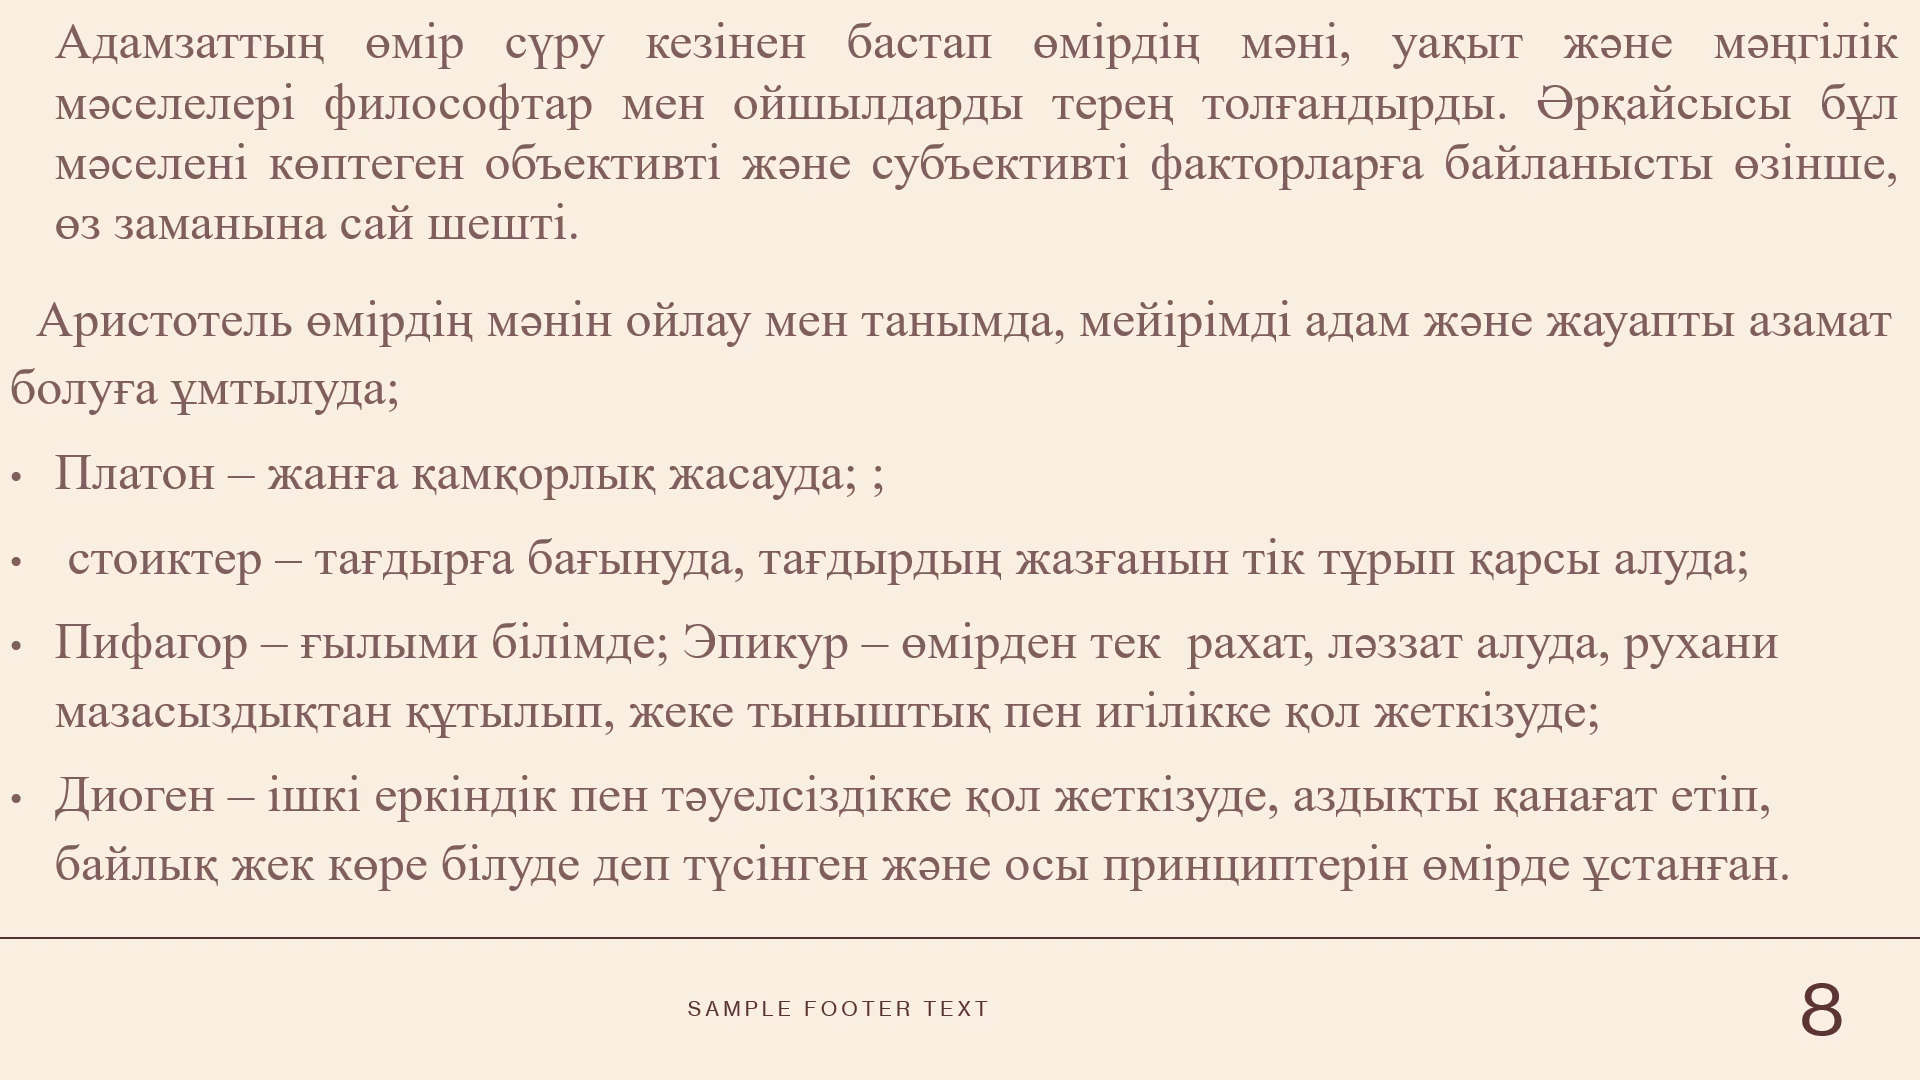 Адамзаттың өмір сүру кезінен бастап өмірдің мәні, уақыт және мәңгілік
мәселелері философтар мен ойшылдарды терең толғандырды. Әрқайсысы бұл
мәселені көптеген объективті және субъективті факторларға байланысты өзінше,
өз заманына сай шешті.
Аристотель өмірдің мәнін ойлау мен танымда, мейірімді адам және жауапты азамат
болуға ұмтылуда;
• Платон – жанға қамқорлық жасауда; ;
• стоиктер – тағдырға бағынуда, тағдырдың жазғанын тік тұрып қарсы алуда;
• Пифагор – ғылыми білімде; Эпикур – өмірден тек  рахат, ләззат алуда, рухани
мазасыздықтан құтылып, жеке тыныштық пен игілікке қол жеткізуде;
• Диоген – ішкі еркіндік пен тәуелсіздікке қол жеткізуде, аздықты қанағат етіп,
байлық жек көре білуде деп түсінген және осы принциптерін өмірде ұстанған.
SAMPLE FOOTER TEXT
8